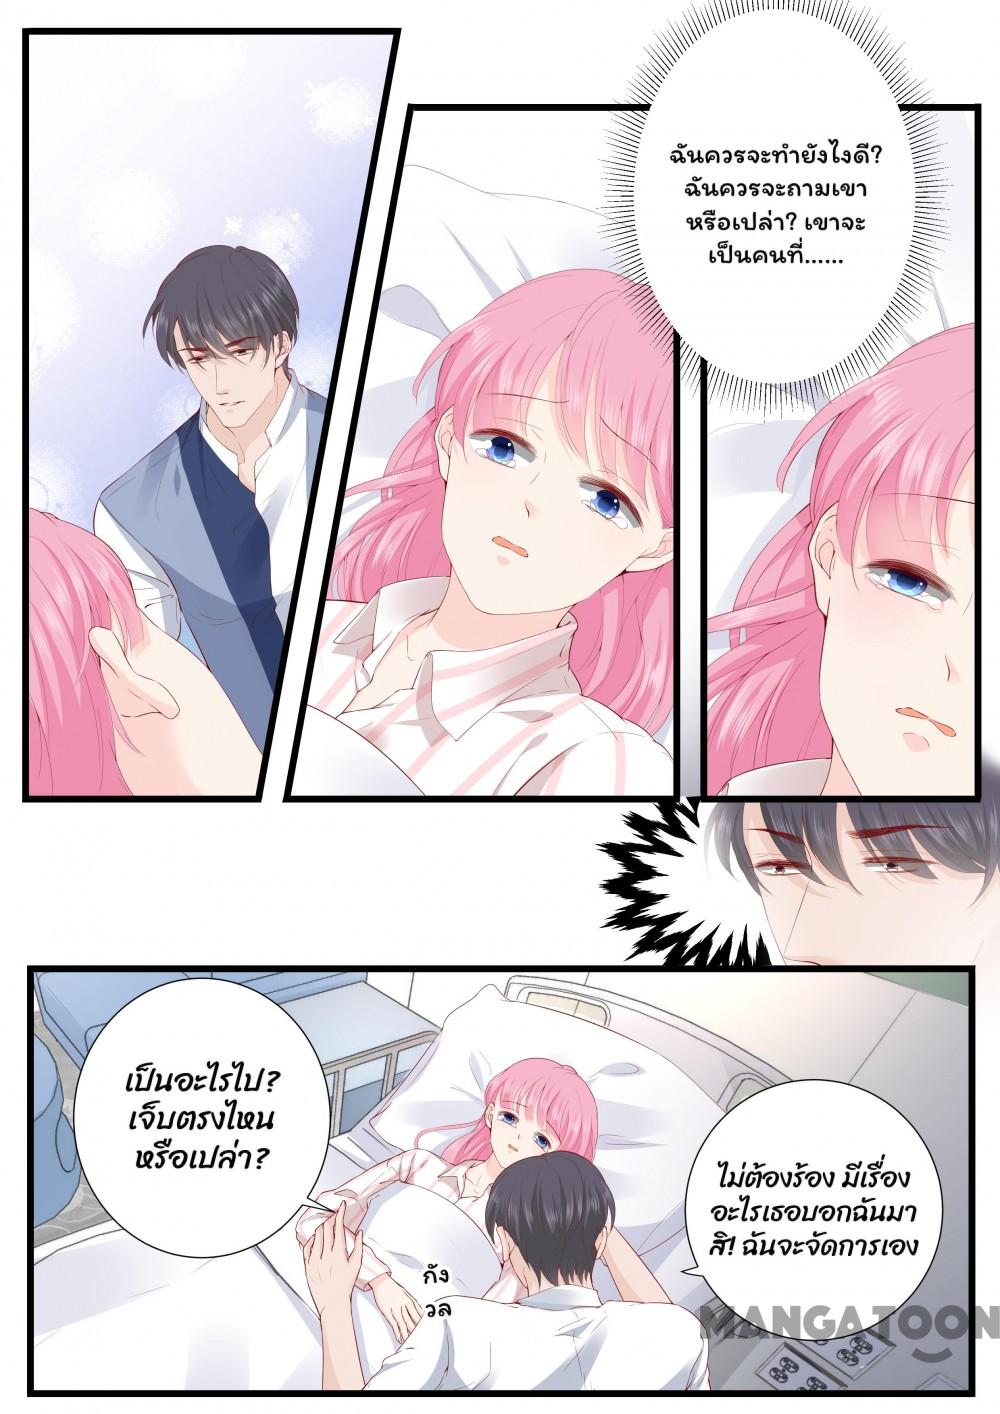 ฉันควรจะทำยังไงดี?
ฉันควรจะถามเขา
หรือเปล่า? เขาจะ
เป็นคนที่......
เป็นอะไรไป?
เจ็บตรงไหน
หรือเปล่า?
ไม่ต้องร้อง มีเรื่อง
อะไรเธอบอกฉันมา
สิ! ฉันจะจัดการเอง
กัง
วล
MANGATOON